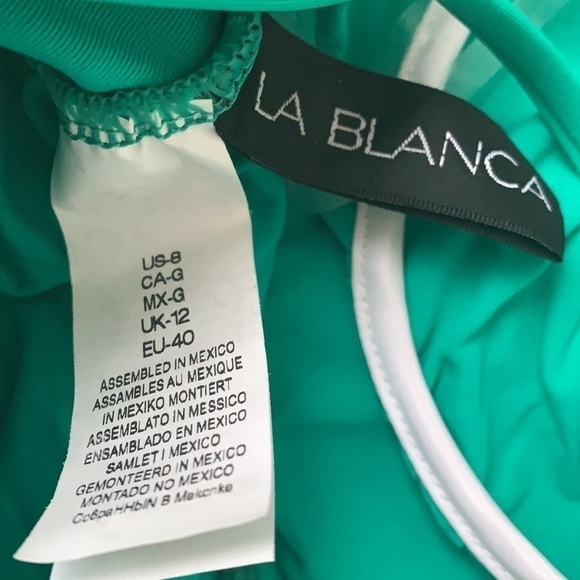 LA BLANCA
US-8
CA-G
MX-G
UK-12
EU-40
ASSEMBLED IN MEXICO
ASSEMBLES AU MEXIQUE
IN MEXIKO MONTIERT
ASSEMBLATO IN MESSICO
ENSAMBLADO EN MEXICO
SAMLET I MEXICO
GEMONTEERD IN MEXICO
MONTADO NO MEXICO
СобраННЫЙ В Мексике